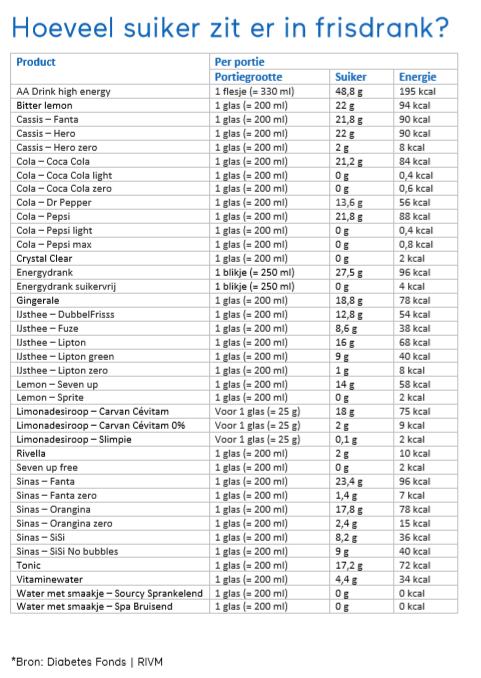 Hoeveel suiker zit er in frisdrank?
Product Per portie
Portiegrootte Suiker Energie
AA Drink high energy 1 flesje (= 330 ml) 48,8 g 195 kcal
Bitter lemon 1 glas (= 200 ml) 22 g 94 kcal
Cassis – Fanta 1 glas (= 200 ml) 21,8 g 90 kcal
Cassis – Hero 1 glas (= 200 ml) 22 g 90 kcal
Cassis – Hero zero 1 glas (= 200 ml) 2 g 8 kcal
Cola – Coca Cola 1 glas (= 200 ml) 21,2 g 84 kcal
Cola – Coca Cola light 1 glas (= 200 ml) 0 g 0,4 kcal
Cola – Coca Cola zero 1 glas (= 200 ml) 0 g 0,6 kcal
Cola – Dr Pepper 1 glas (= 200 ml) 13,6 g 56 kcal
Cola – Pepsi 1 glas (= 200 ml) 21,8 g 88 kcal
Cola – Pepsi light 1 glas (= 200 ml) 0 g 0,4 kcal
Cola – Pepsi max 1 glas (= 200 ml) 0 g 0,8 kcal
Crystal Clear 1 glas (= 200 ml) 0 g 2 kcal
Energydrank 1 blikje (= 250 ml) 27,5 g 96 kcal
Energydrank suikervrij 1 blikje (= 250 ml) 0 g 4 kcal
Gingerale 1 glas (= 200 ml) 18,8 g 78 kcal
IJsthee – DubbelFrisss 1 glas (= 200 ml) 12,8 g 54 kcal
IJsthee – Fuze 1 glas (= 200 ml) 8,6 g 38 kcal
IJsthee – Lipton 1 glas (= 200 ml) 16 g 68 kcal
IJsthee – Lipton green 1 glas (= 200 ml) 9 g 40 kcal
IJsthee – Lipton zero 1 glas (= 200 ml) 1 g 8 kcal
Lemon – Seven up 1 glas (= 200 ml) 14 g 58 kcal
Lemon – Sprite 1 glas (= 200 ml) 0 g 2 kcal
Limonadesiroop – Carvan Cévitam Voor 1 glas (= 25 g) 18 g 75 kcal
Limonadesiroop – Carvan Cévitam 0% Voor 1 glas (= 25 g) 2 g 9 kcal
Limonadesiroop – Slimpie Voor 1 glas (= 25 g) 0,1 g 2 kcal
Rivella 1 glas (= 200 ml) 2 g 10 kcal
Seven up free 1 glas (= 200 ml) 0 g 2 kcal
Sinas – Fanta 1 glas (= 200 ml) 23,4 g 96 kcal
Sinas – Fanta zero 1 glas (= 200 ml) 1,4 g 7 kcal
Sinas – Orangina 1 glas (= 200 ml) 17,8 g 78 kcal
Sinas – Orangina zero 1 glas (= 200 ml) 2,4 g 15 kcal
Sinas – SiSi 1 glas (= 200 ml) 8,2 g 36 kcal
Sinas – SiSi No bubbles 1 glas (= 200 ml) 9 g 40 kcal
Tonic 1 glas (= 200 ml) 17,2 g 72 kcal
Vitaminewater 1 glas (= 200 ml) 4,4 g 34 kcal
Water met smaakje – Sourcy Sprankelend 1 glas (= 200 ml) 0 g 0 kcal
Water met smaakje – Spa Bruisend 1 glas (= 200 ml) 0 g 0 kcal
*Bron: Diabetes Fonds | RIVM